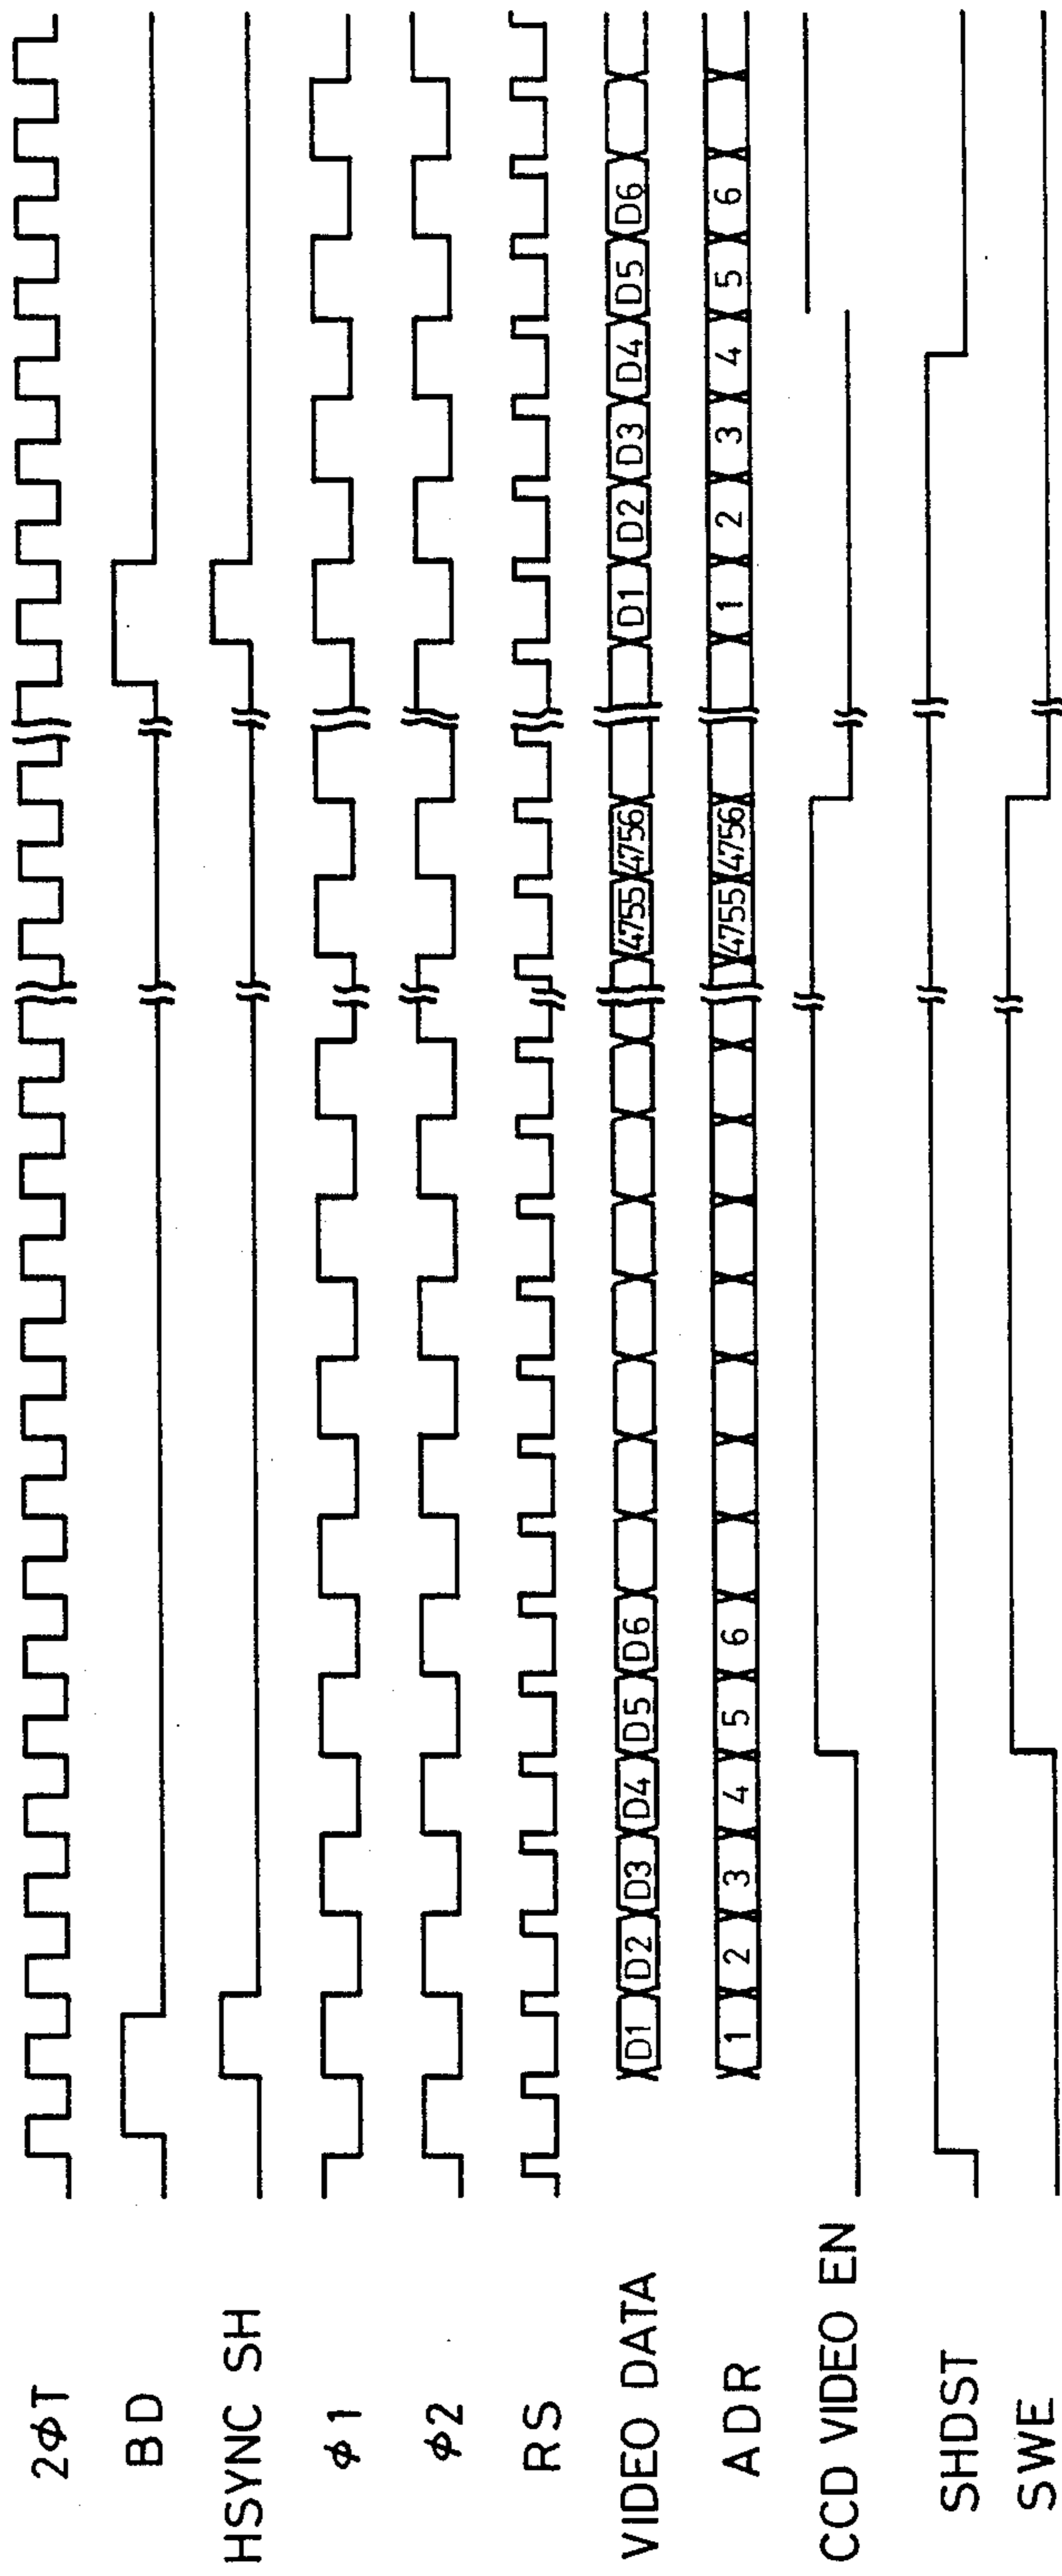 2φT
BD
HSYNC SH
φ1
φ2
RS
VIDEO DATA D1 D2 D3 D4 D5 D6 4755 4756 D1 D2 D3 D4 D5 D6
ADR 1 2 3 4 5 6 4755 4756 1 2 3 4 5 6
CCD VIDEO EN
SHDST
SWE